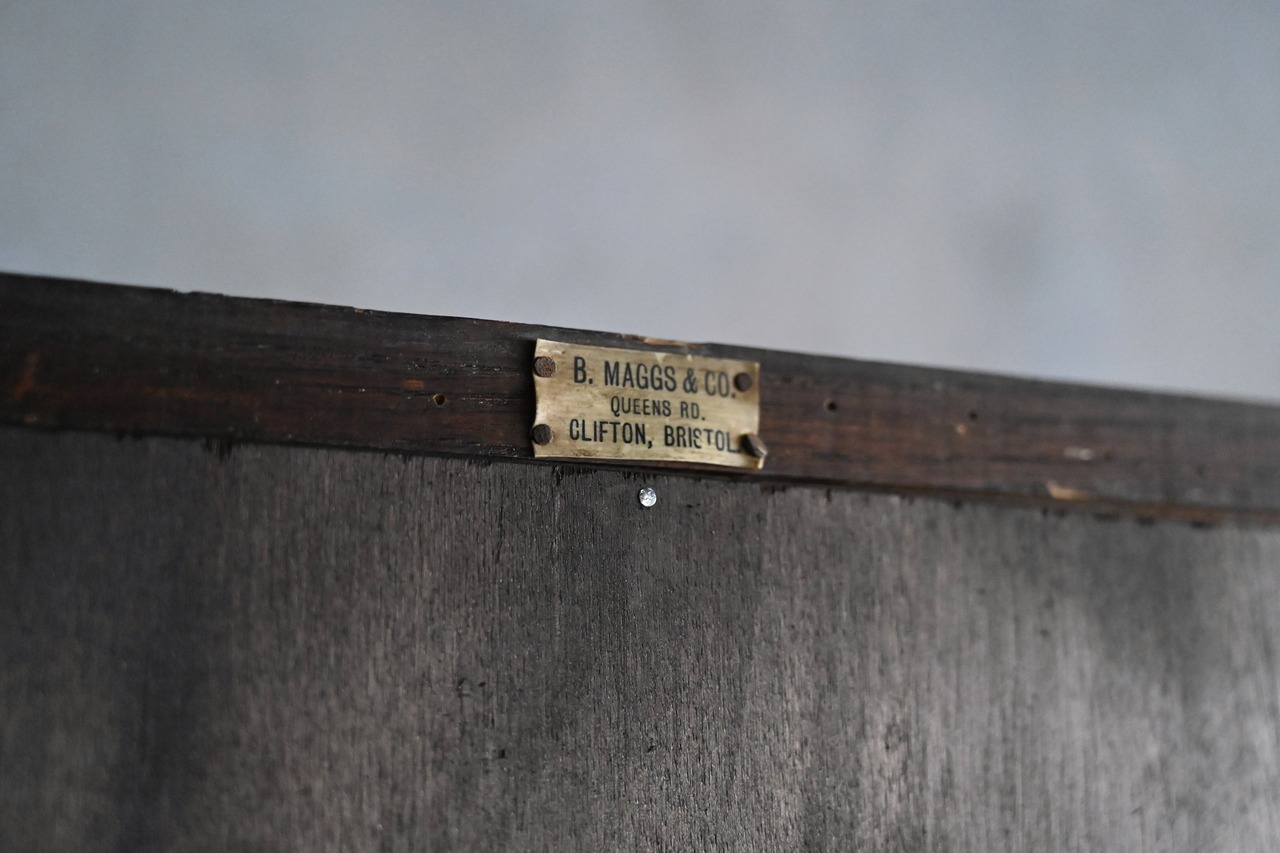 B. MAGGS & CO.
QUEENS RD.
CLIFTON, BRISTOL